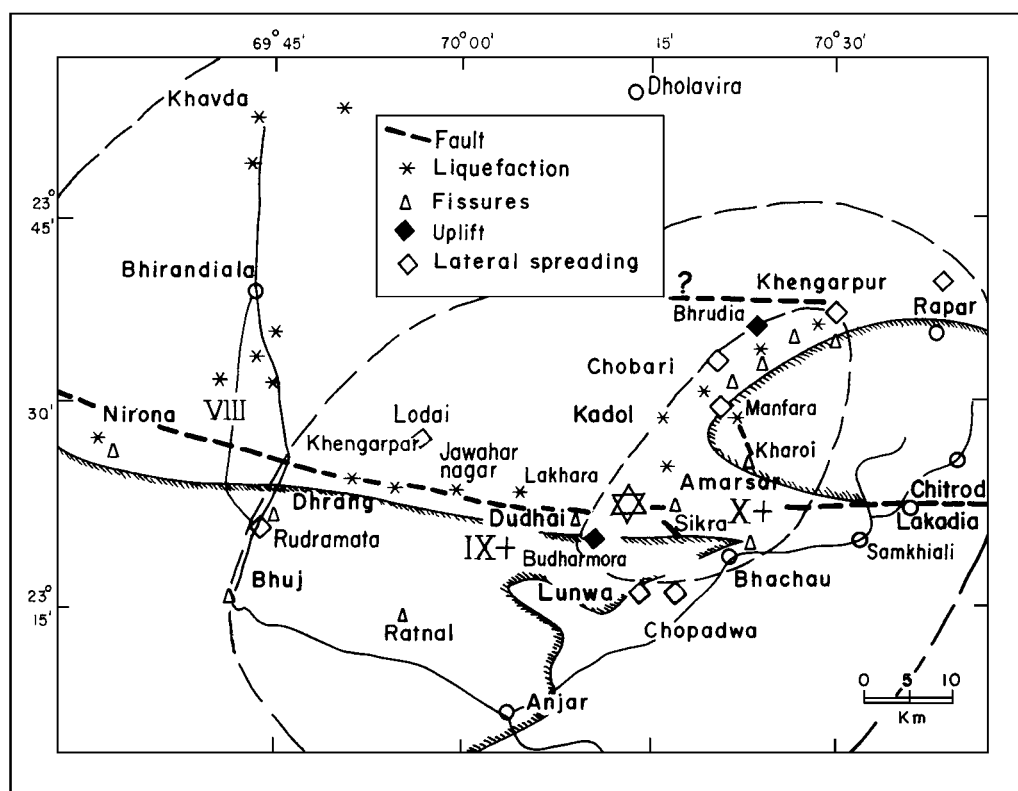 69°45'
70°00'
15'
70°30'
Khavda
Dholavira
Fault
Liquefaction
Fissures
Uplift
Lateral spreading
23°
45'
Bhirandiala
?
Khengarpur
Bhrudia
Rapar
Chobari
30'
Nirona
VIII
Lodai
Kadol
Manfara
Khengarpar
Jawahar
nagar
Kharoi
Lakhara
Amarsar
Chitrod
Dhrang
Dudhai
Sikra
X+
Lakadia
Rudramata
IX+
Budharmora
Samkhiali
Bhachau
Bhuj
Lunwa
23°
15'
Ratnal
Chopadwa
Anjar
0 5 10
Km